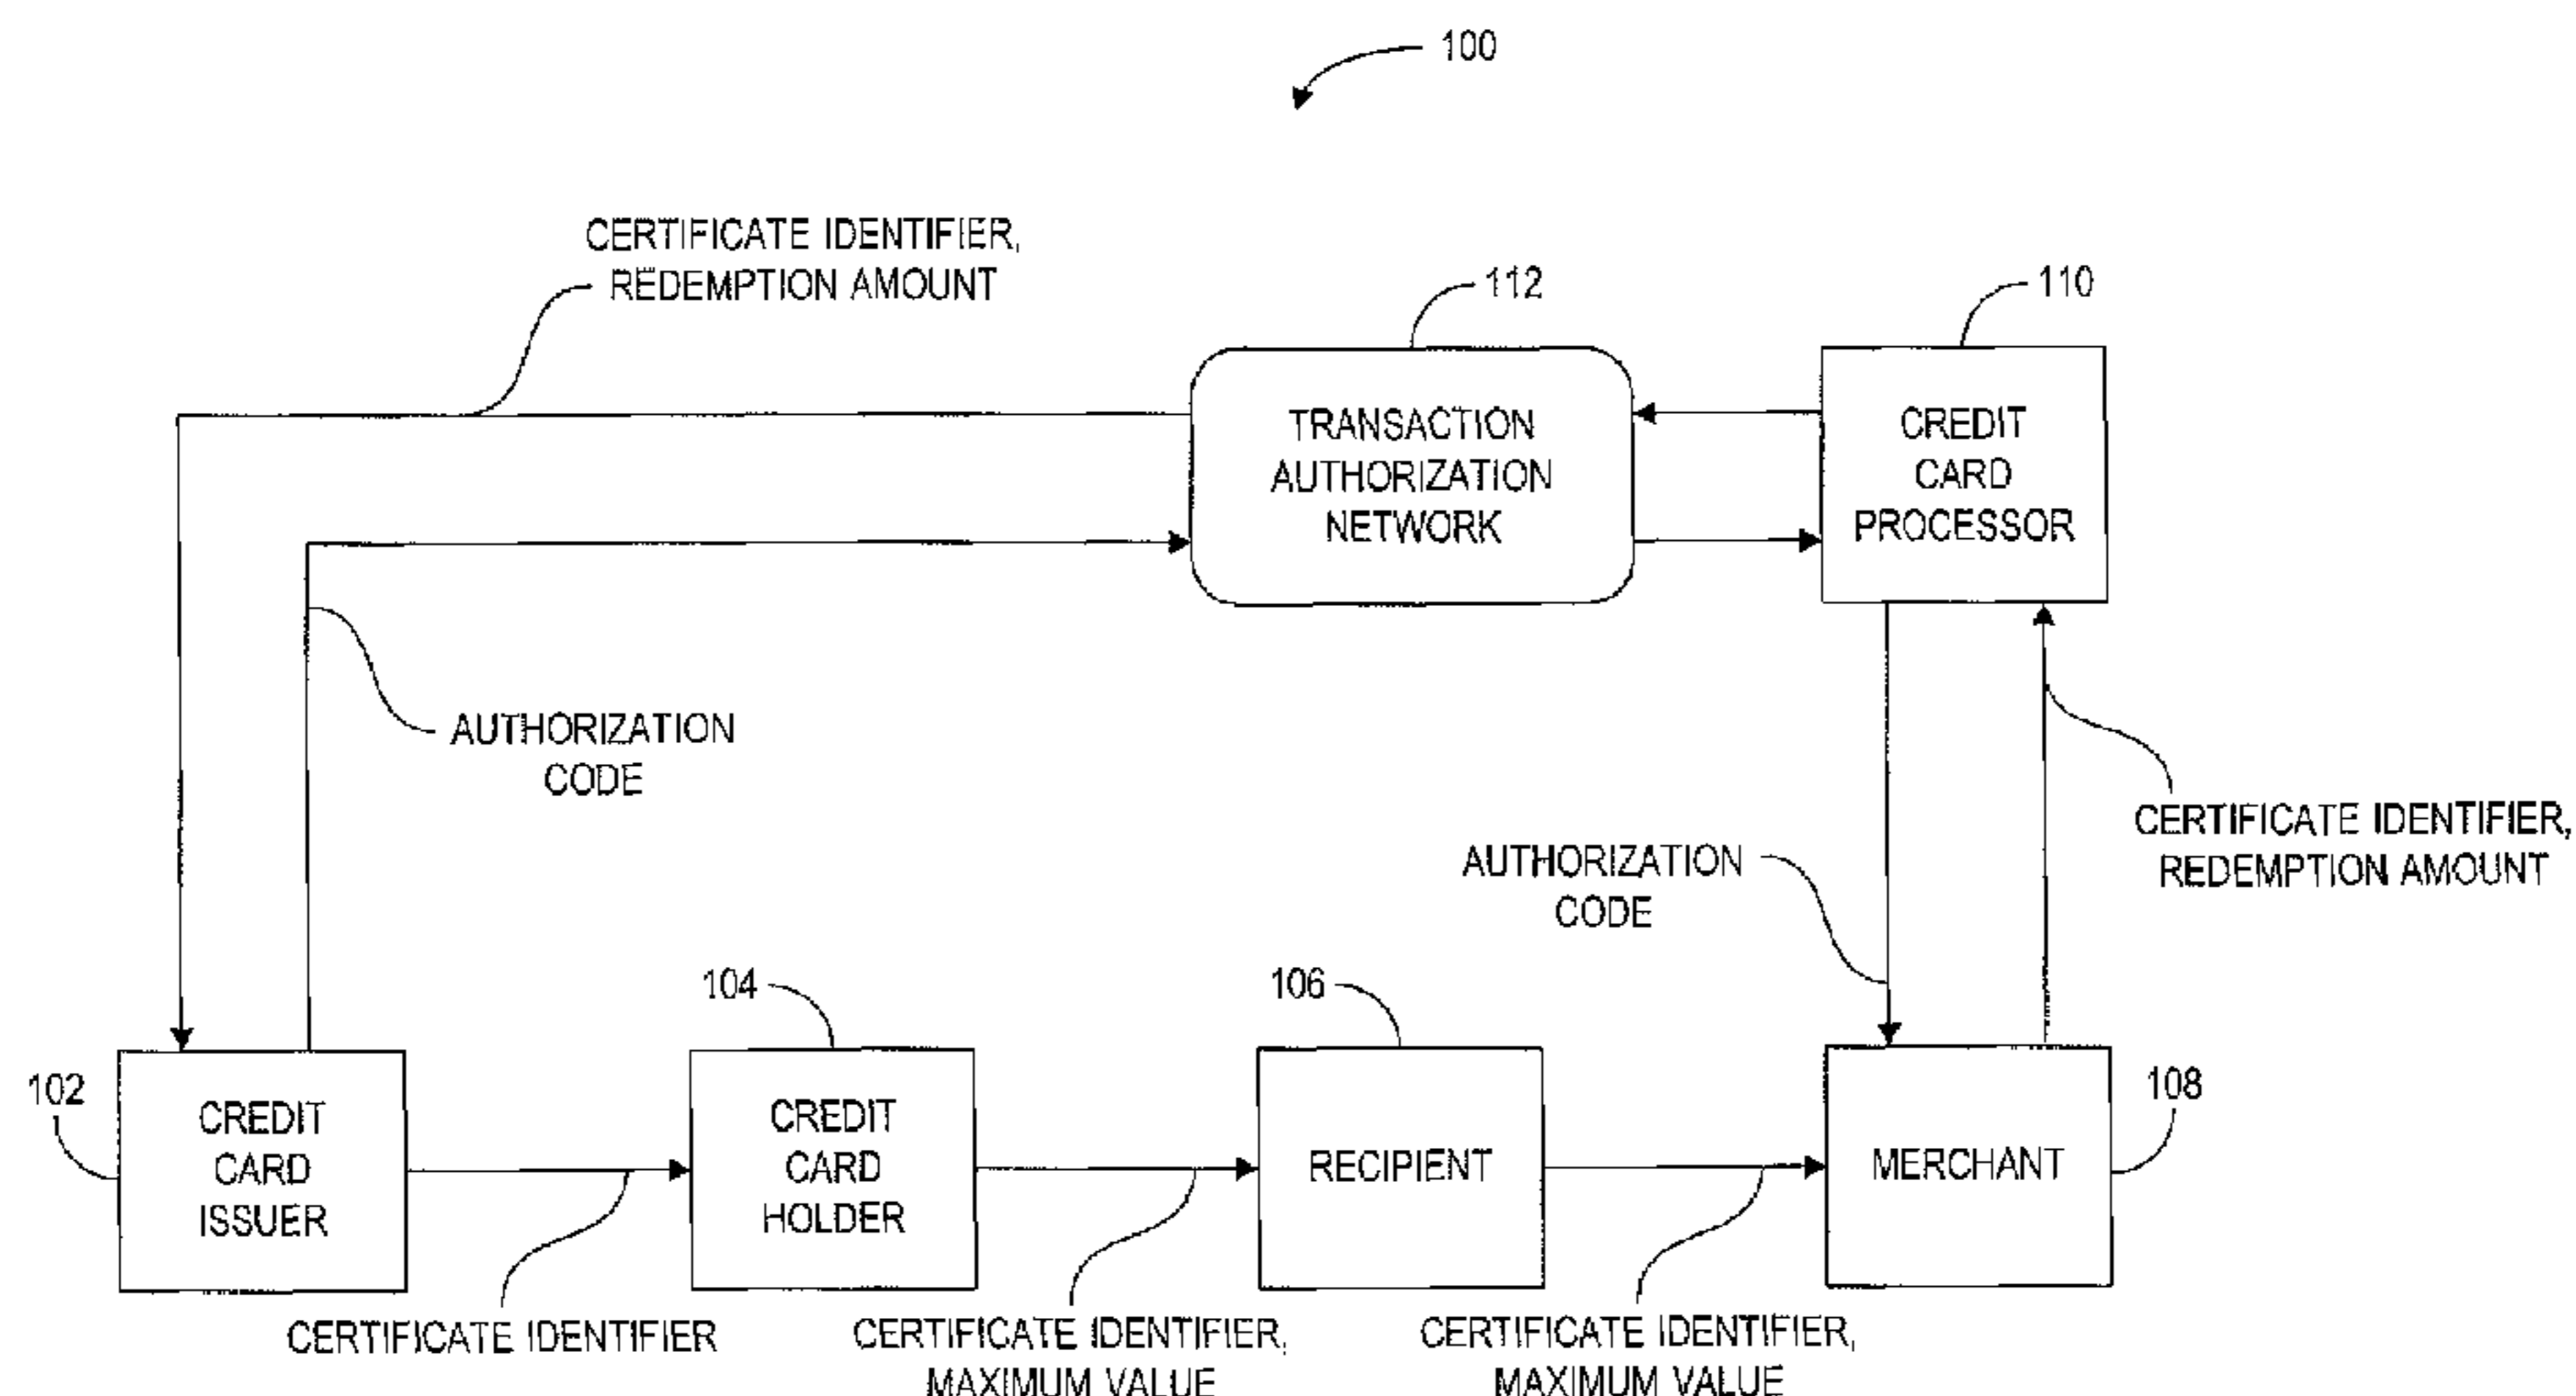 100
CERTIFICATE IDENTIFIER,
REDEMPTION AMOUNT
112
110
TRANSACTION
AUTHORIZATION
NETWORK
CREDIT
CARD
PROCESSOR
AUTHORIZATION
CODE
CERTIFICATE IDENTIFIER,
REDEMPTION AMOUNT
AUTHORIZATION
CODE
104
106
102
108
CREDIT
CARD
ISSUER
CREDIT
CARD
HOLDER
RECIPIENT
MERCHANT
CERTIFICATE IDENTIFIER
CERTIFICATE IDENTIFIER,
MAXIMUM VALUE
CERTIFICATE IDENTIFIER,
MAXIMUM VALUE